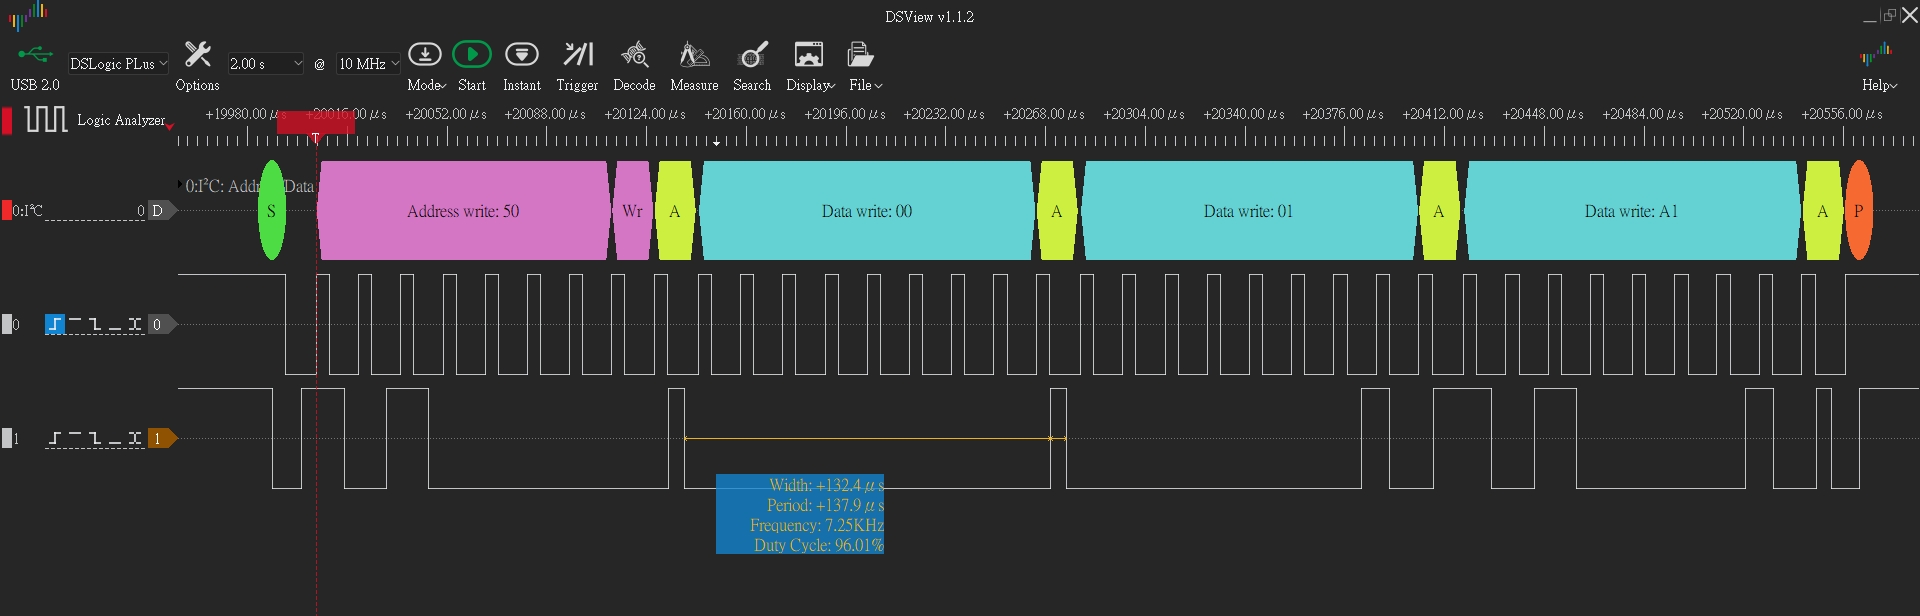 DSView v1.1.2
USB 2.0
DSLogic PLus
Options
2.00 s
@
10 MHz
Mode
Start
Instant
Trigger
Decode
Measure
Search
Display
File
Help
Logic Analyzer
+19980.00 μs +20016.00 μs +20052.00 μs +20088.00 μs +20124.00 μs +20160.00 μs +20196.00 μs +20232.00 μs +20268.00 μs +20304.00 μs +20340.00 μs +20376.00 μs +20412.00 μs +20448.00 μs +20484.00 μs +20520.00 μs +20556.00 μs
T
0:I²C: Address/Data
0:I²C 0 D
S Address write: 50 Wr A Data write: 00 A Data write: 01 A Data write: A1 A P
0 0
1 1
Width: +132.4 μs
Period: +137.9 μs
Frequency: 7.25KHz
Duty Cycle: 96.01%